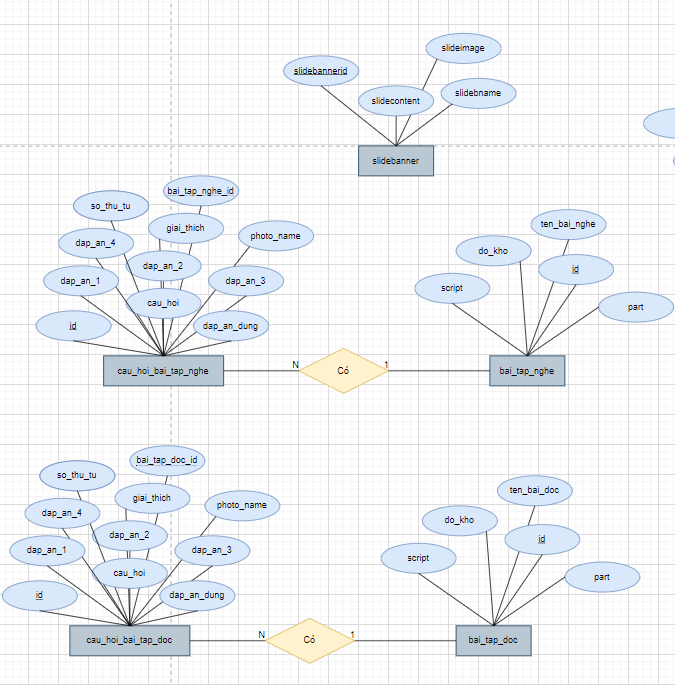 slideimage
slidebannerid
slidecontent
slidebname
slidebanner
bai_tap_nghe_id
so_thu_tu
giai_thich
photo_name
dap_an_4
dap_an_2
dap_an_1
dap_an_3
cau_hoi
id
dap_an_dung
cau_hoi_bai_tap_nghe
N
Có
1
ten_bai_nghe
do_kho
id
script
part
bai_tap_nghe
bai_tap_doc_id
so_thu_tu
giai_thich
photo_name
dap_an_4
dap_an_2
dap_an_1
dap_an_3
cau_hoi
id
dap_an_dung
cau_hoi_bai_tap_doc
N
Có
1
ten_bai_doc
do_kho
id
script
part
bai_tap_doc